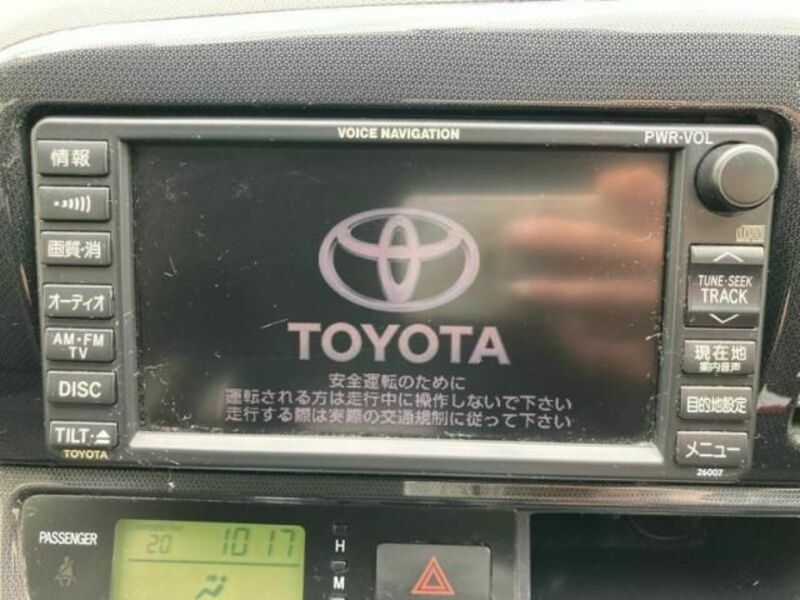 VOICE NAVIGATION
PWR·VOL
情報
画質·消
オーディオ
AM·FM
TV
DISC
TILT·
TOYOTA
TOYOTA
安全運転のために
運転される方は走行中に操作しないで下さい
走行する際は実際の交通規制に従って下さい
TUNE·SEEK
TRACK
現在地
案内音声
目的地設定
メニュー
26007
PASSENGER
20
1017
H
M